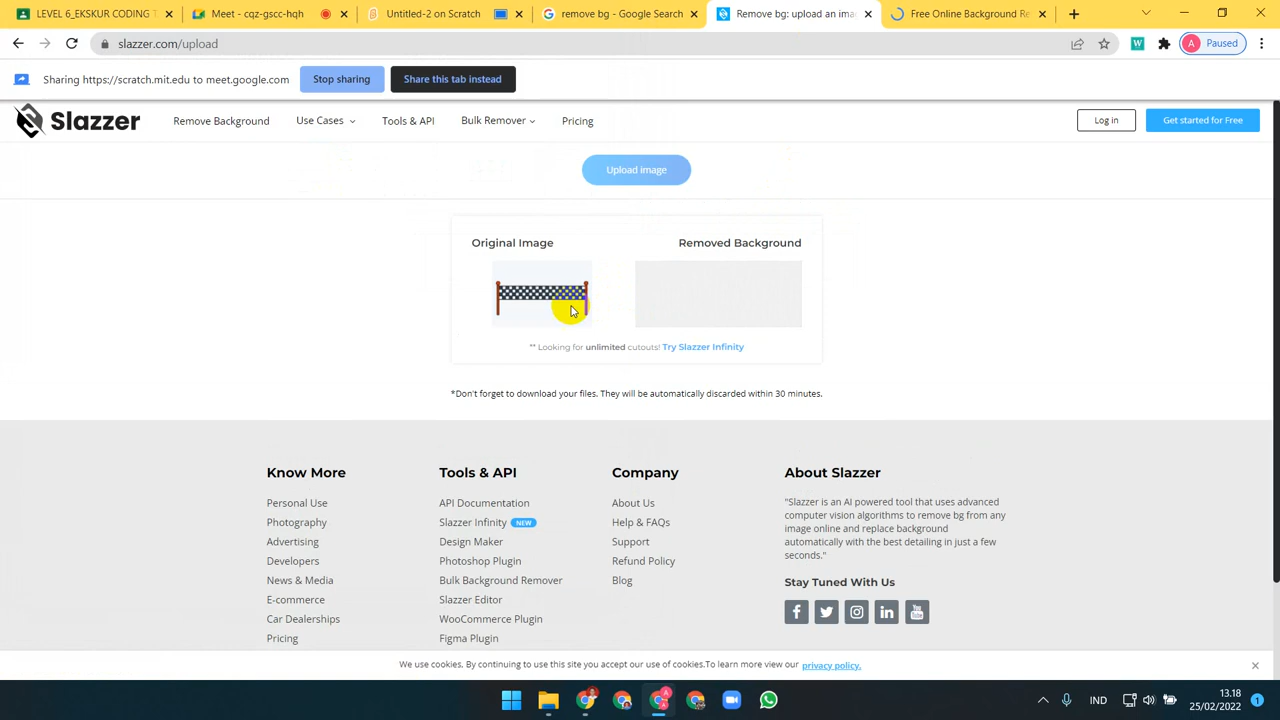 LEVEL 6_EKSKUR CODING T
Meet - cqz-gscc-hqh
Untitled-2 on Scratch
remove bg - Google Search
Remove bg: upload an ima
Free Online Background Re
slazzer.com/upload
A Paused
Sharing https://scratch.mit.edu to meet.google.com
Stop sharing
Share this tab instead
Slazzer
Remove Background
Use Cases
Tools & API
Bulk Remover
Pricing
Log in
Get started for Free
Upload image
Original Image
Removed Background
** Looking for unlimited cutouts! Try Slazzer Infinity
*Don't forget to download your files. They will be automatically discarded within 30 minutes.
Know More
Personal Use
Photography
Advertising
Developers
News & Media
E-commerce
Car Dealerships
Pricing
Tools & API
API Documentation
Slazzer Infinity NEW
Design Maker
Photoshop Plugin
Bulk Background Remover
Slazzer Editor
WooCommerce Plugin
Figma Plugin
Company
About Us
Help & FAQs
Support
Refund Policy
Blog
About Slazzer
"Slazzer is an AI powered tool that uses advanced
computer vision algorithms to remove bg from any
image online and replace background
automatically with the best detailing in just a few
seconds."
Stay Tuned With Us
We use cookies. By continuing to use this site you accept our use of cookies.To learn more view our privacy policy.
IND
13.18
25/02/2022
1